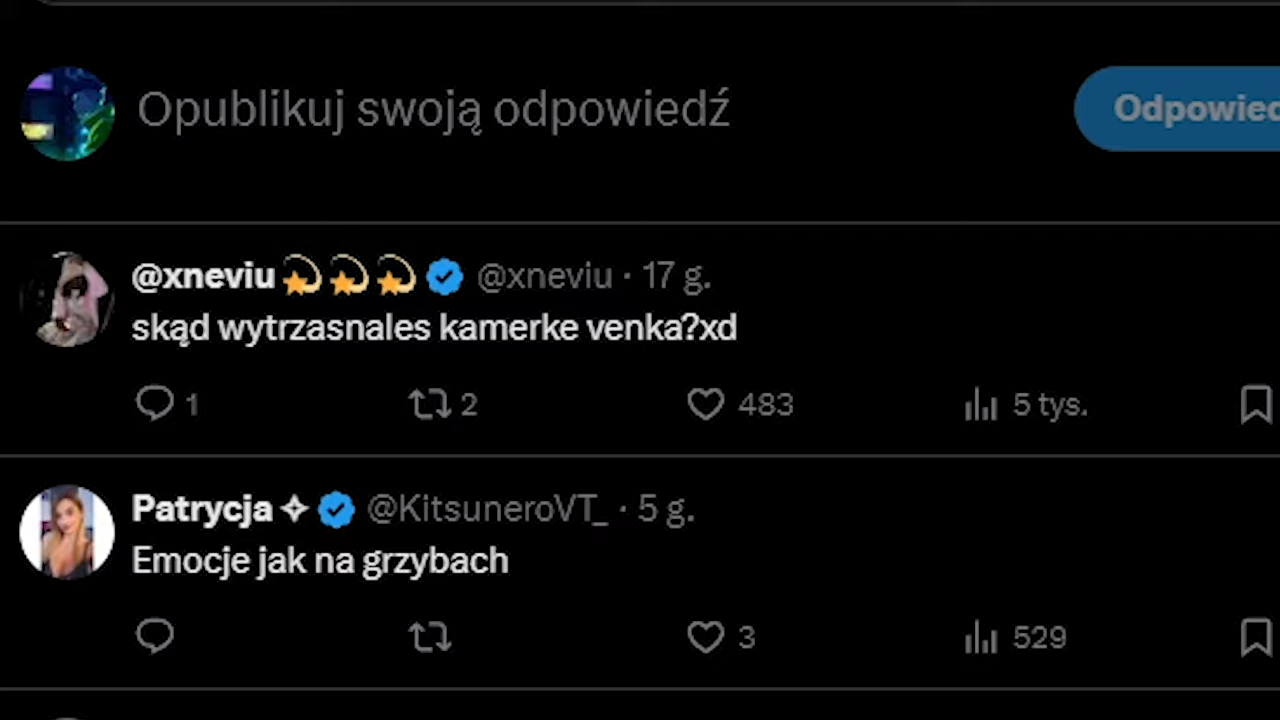 Opublikuj swoją odpowiedź
Odpowied
@xneviu💫💫💫 @xneviu · 17 g.
skąd wytrzasnales kamerke venka?xd
1 2 483 5 tys.
Patrycja ✧ @KitsuneroVT_ · 5 g.
Emocje jak na grzybach
3 529